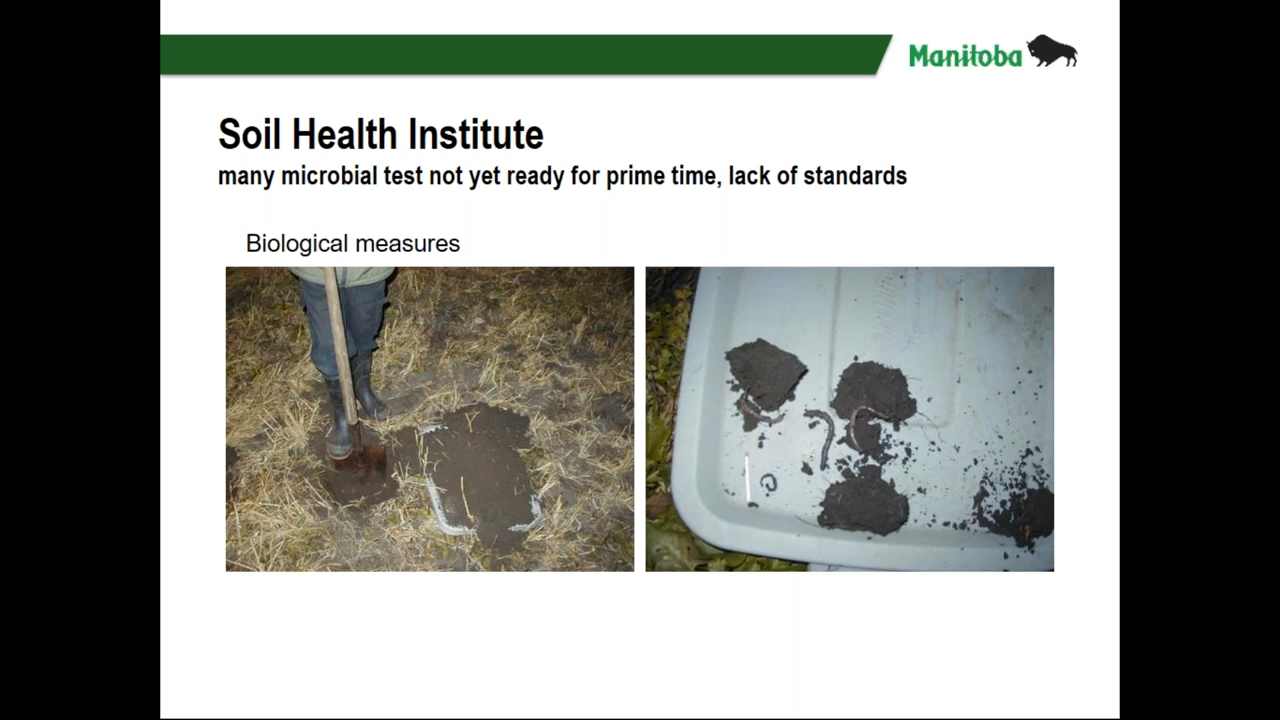 Manitoba
Soil Health Institute
many microbial test not yet ready for prime time, lack of standards
Biological measures